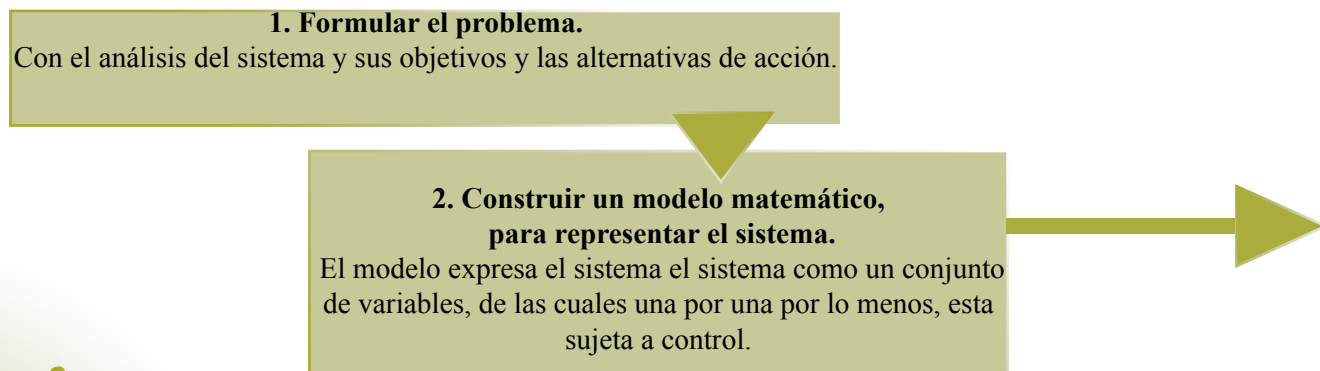 1. Formular el problema.
Con el análisis del sistema y sus objetivos y las alternativas de acción.
2. Construir un modelo matemático,
para representar el sistema.
El modelo expresa el sistema el sistema como un conjunto
de variables, de las cuales una por una por lo menos, esta
sujeta a control.